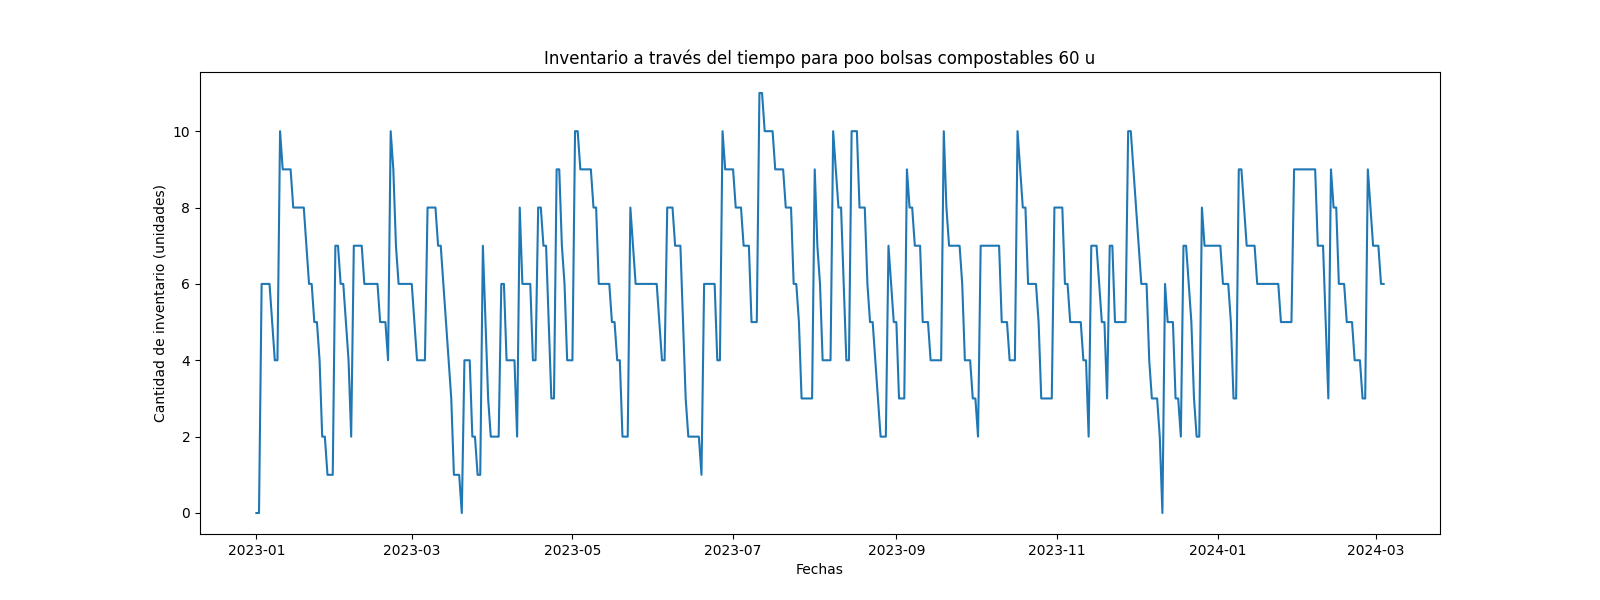 Inventario a través del tiempo para poo bolsas compostables 60 u
Cantidad de inventario (unidades)
10
8
6
4
2
0
2023-01 2023-03 2023-05 2023-07 2023-09 2023-11 2024-01 2024-03
Fechas